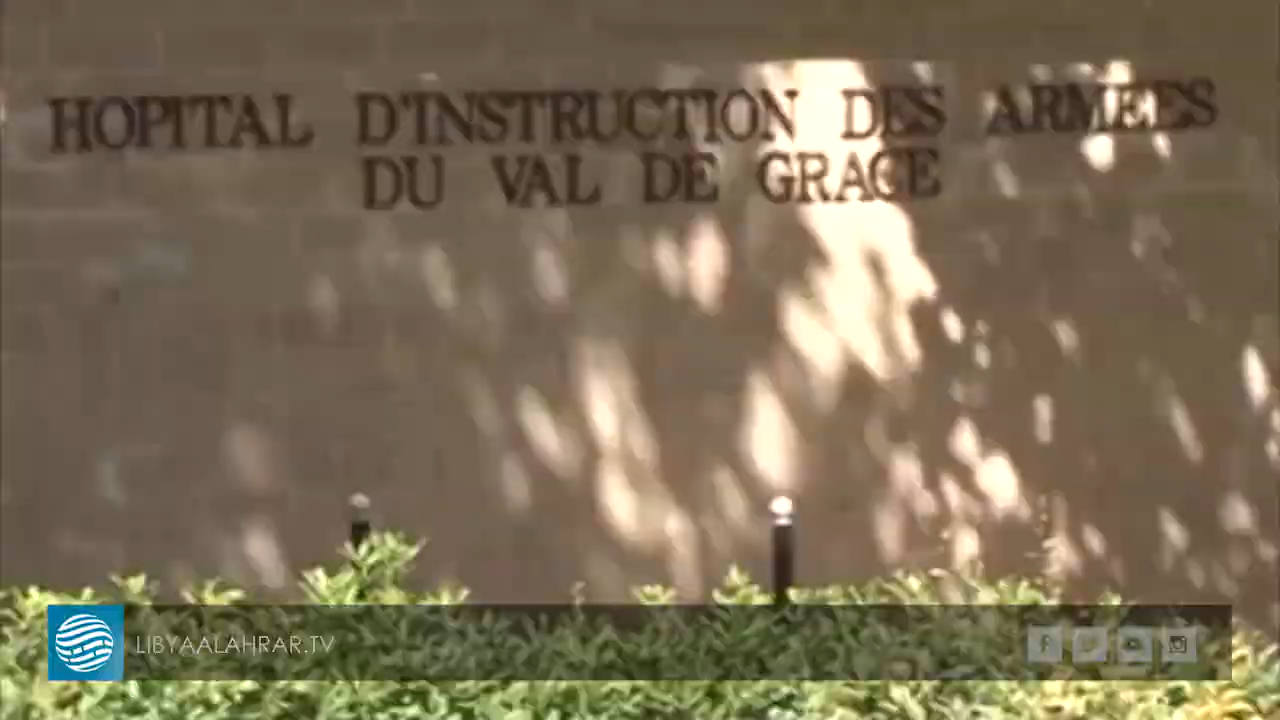 HOPITAL D'INSTRUCTION DES ARMEES
DU VAL DE GRACE
LIBYAALAHRAR.TV